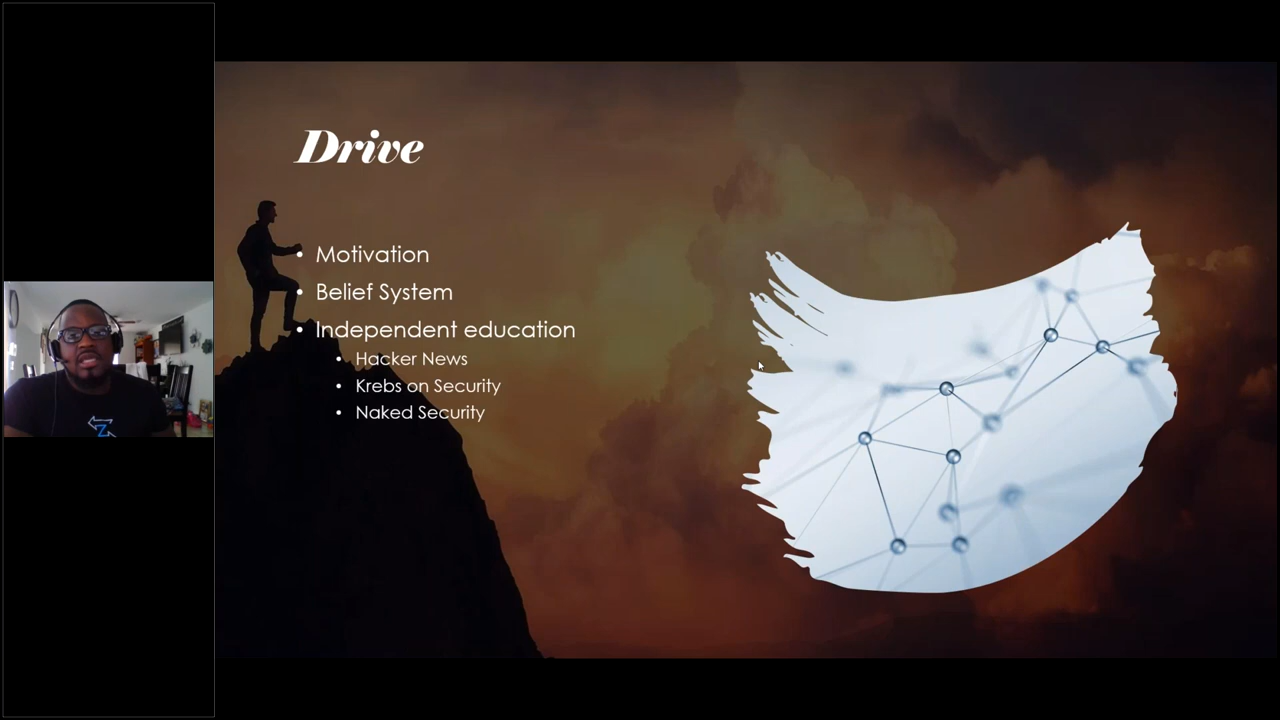 Drive
• Motivation
• Belief System
• Independent education
• Hacker News
• Krebs on Security
• Naked Security
Z